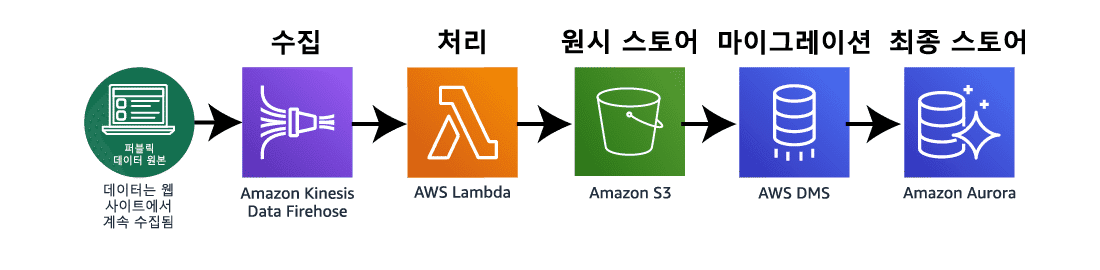 수집
처리
원시 스토어
마이그레이션
최종 스토어
퍼블릭
데이터 원본
데이터는 웹
사이트에서
계속 수집됨
Amazon Kinesis
Data Firehose
AWS Lambda
Amazon S3
AWS DMS
Amazon Aurora